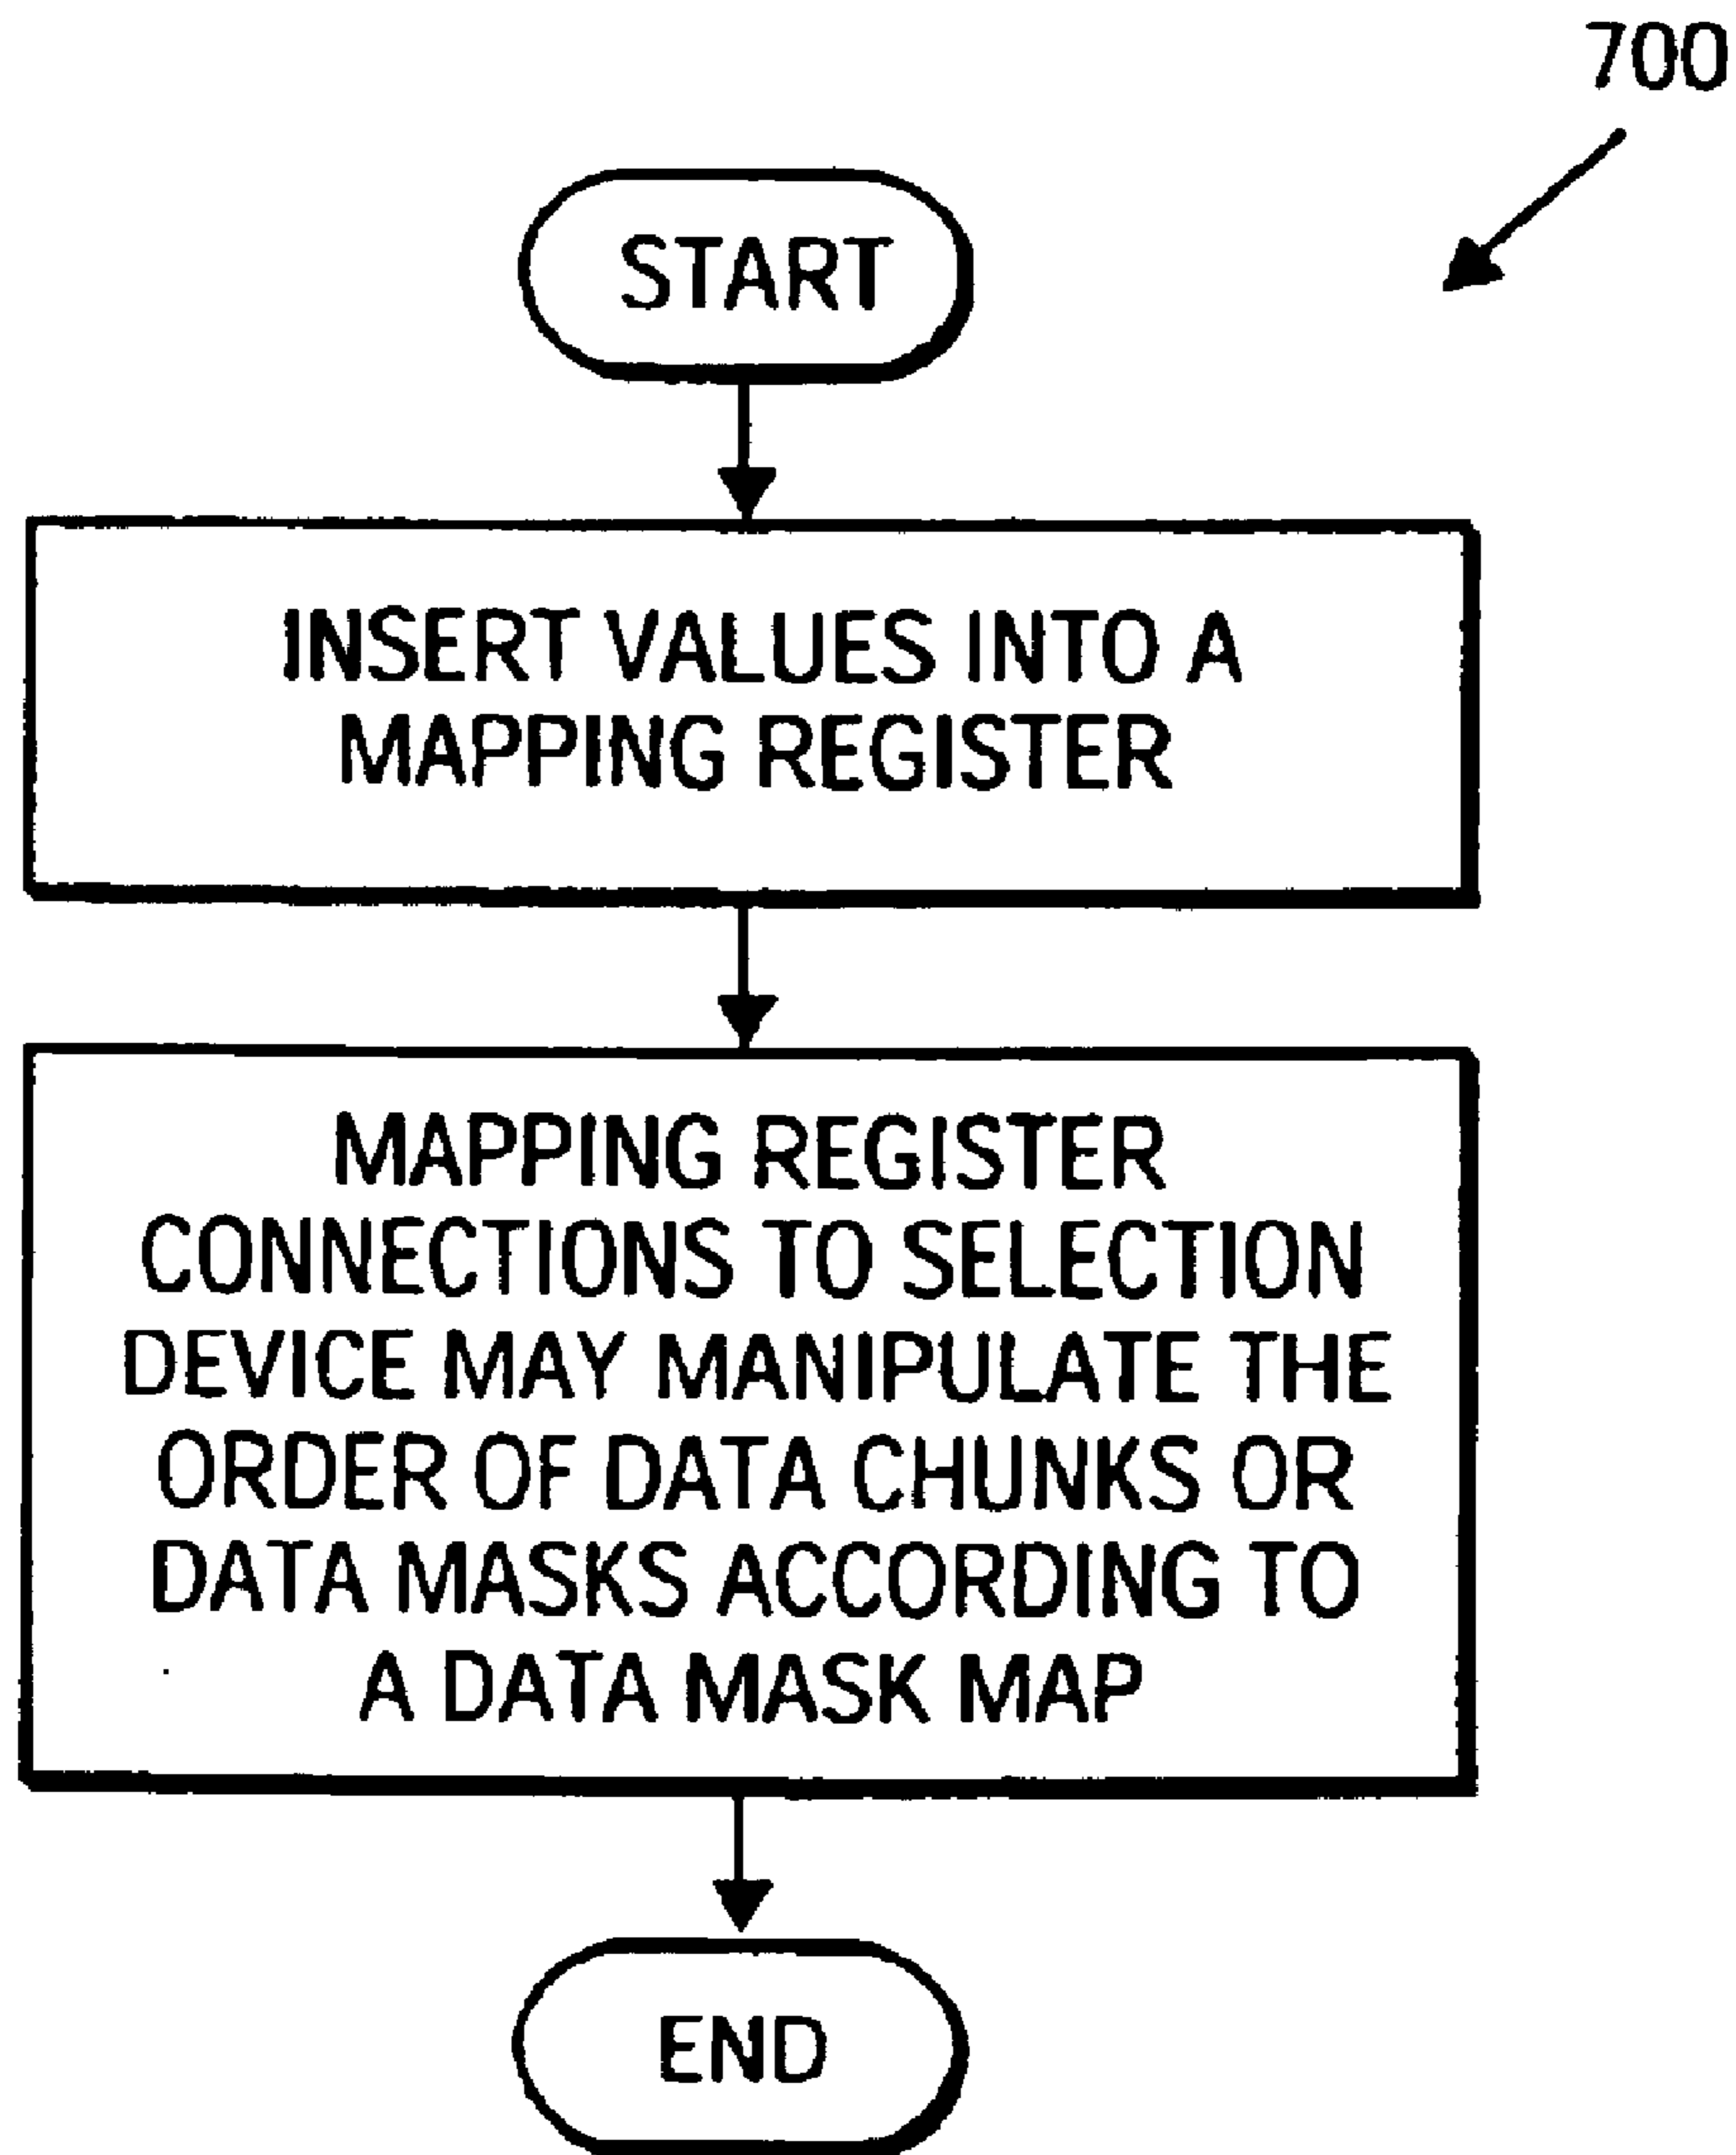 700
START
INSERT VALUES INTO A
MAPPING REGISTER
MAPPING REGISTER
CONNECTIONS TO SELECTION
DEVICE MAY MANIPULATE THE
ORDER OF DATA CHUNKS OR
DATA MASKS ACCORDING TO
A DATA MASK MAP
END